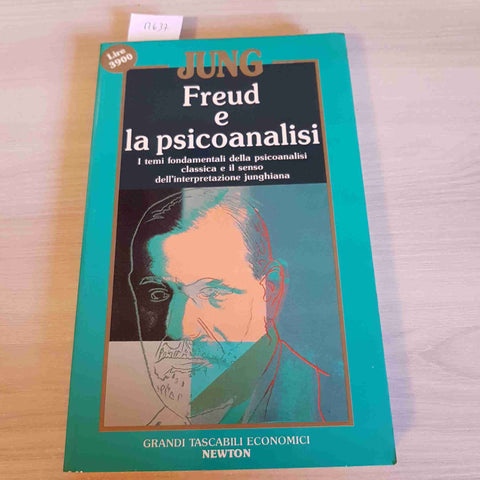 Lire
3900
JUNG
Freud
e
la psicoanalisi
I temi fondamentali della psicoanalisi
classica e il senso
dell'interpretazione junghiana
GRANDI TASCABILI ECONOMICI
NEWTON